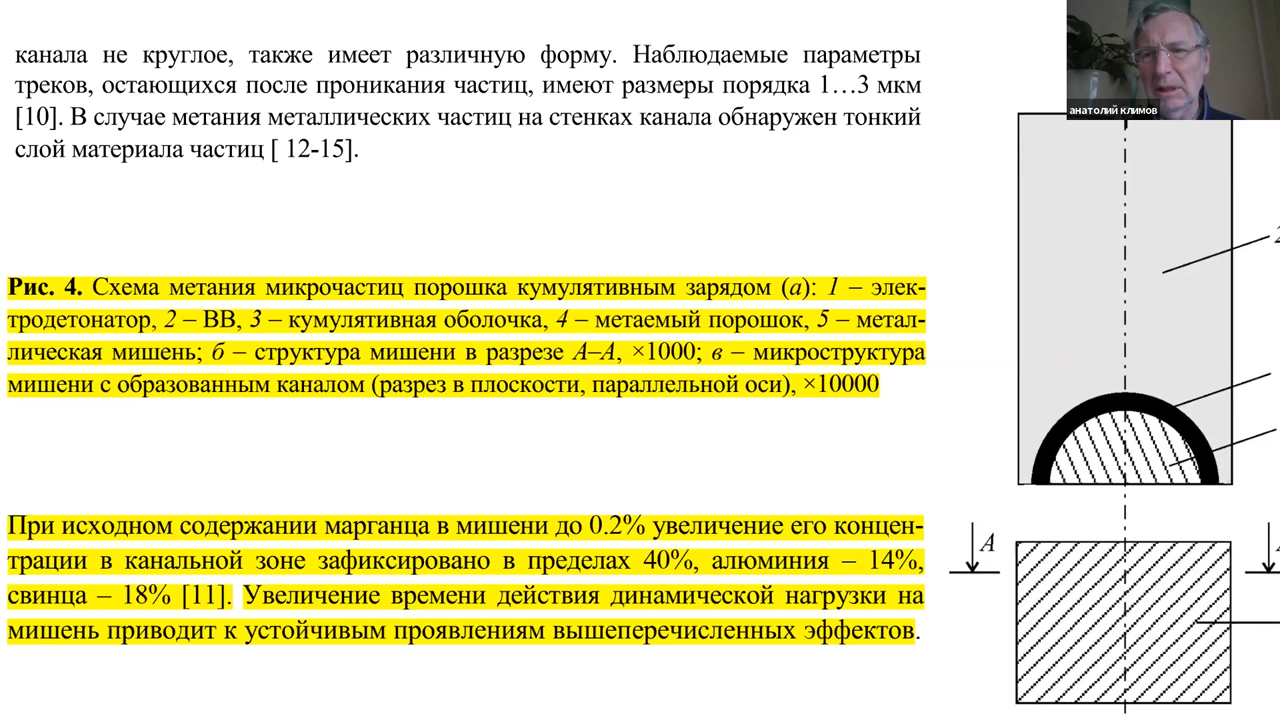 канала не круглое, также имеет различную форму. Наблюдаемые параметры
треков, остающихся после проникания частиц, имеют размеры порядка 1…3 мкм
[10]. В случае метания металлических частиц на стенках канала обнаружен тонкий
слой материала частиц [ 12-15].
анатолий климов
Рис. 4. Схема метания микрочастиц порошка кумулятивным зарядом (а): 1 – элек-
тродетонатор, 2 – ВВ, 3 – кумулятивная оболочка, 4 – метаемый порошок, 5 – метал-
лическая мишень; б – структура мишени в разрезе А–А, ×1000; в – микроструктура
мишени с образованным каналом (разрез в плоскости, параллельной оси), ×10000
При исходном содержании марганца в мишени до 0.2% увеличение его концен-
трации в канальной зоне зафиксировано в пределах 40%, алюминия – 14%,
свинца – 18% [11]. Увеличение времени действия динамической нагрузки на
мишень приводит к устойчивым проявлениям вышеперечисленных эффектов.
А